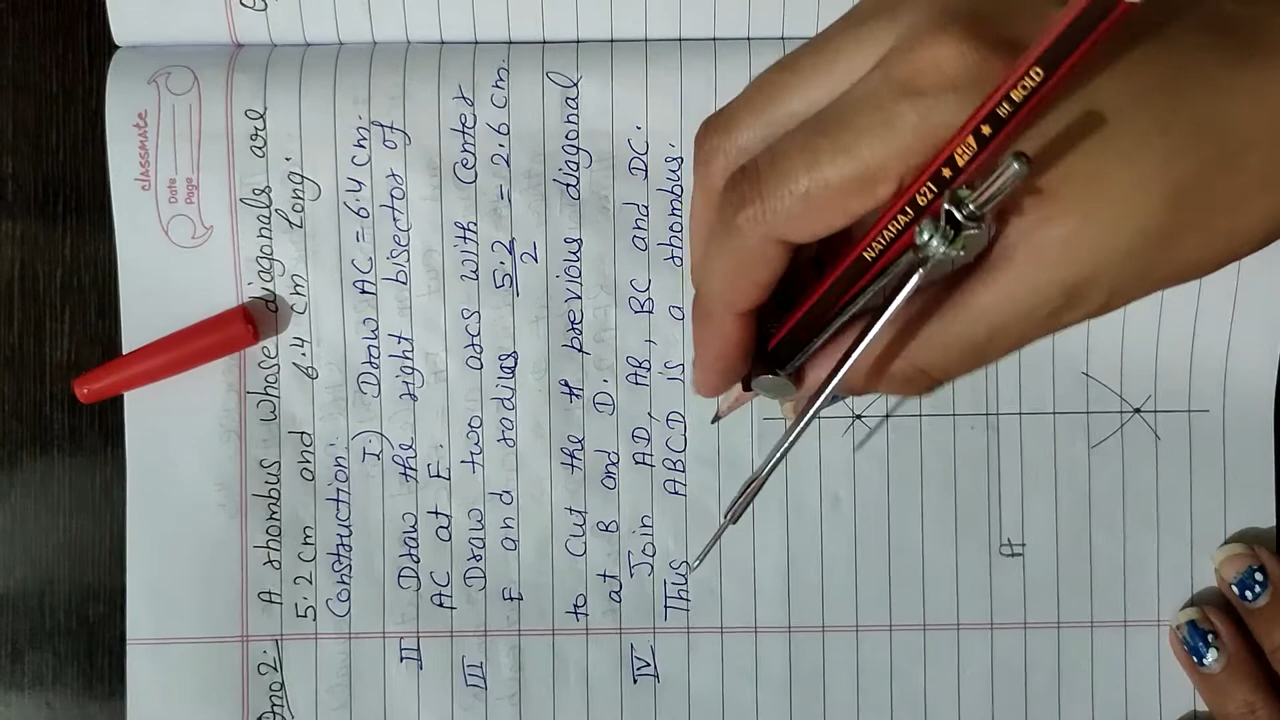 classmate
Date
Page
Qno2. A rhombus whose diagonals are
5.2 cm and 6.4 cm long.
Construction:
I.) Draw AC = 6.4 cm.
II Draw the right bisector of
AC at E.
III Draw two arcs with center
E and radius 5.2/2 = 2.6 cm.
to cut the # previous diagonal
at B and D.
IV Join AD, AB, BC and DC.
Thus ABCD is a rhombus.
A
NATARAJ 621 ★ HP ★ HE BOLD